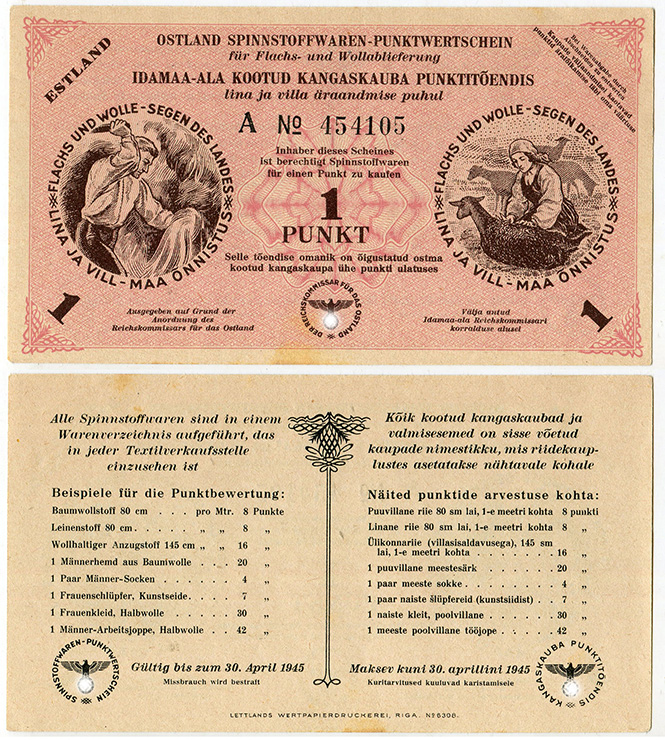 ESTLAND
OSTLAND SPINNSTOFFWAREN-PUNKTWERTSCHEIN
für Flachs- und Wollablieferung
IDAMAA-ALA KOOTUD KANGASKAUBA PUNKTITÕENDIS
lina ja villa äraandmise puhul
Bei Warenabgabe durch
Abschneiden zu entwerten
Kaupade
A № 454105
FLACHS UND WOLLE - SEGEN DES LANDES
LINA JA VILL - MAA ÕNNISTUS
Inhaber dieses Scheines
ist berechtigt Spinnstoffwaren
für einen Punkt zu kaufen
1
PUNKT
Selle tõendise omanik on õigustatud ostma
kootud kangaskaupa ühe punkti ulatuses
FLACHS UND WOLLE - SEGEN DES LANDES
LINA JA VILL - MAA ÕNNISTUS
1
Ausgegeben auf Grund der
Anordnung des
Reichskommissars für das Ostland
DER REICHSKOMMISSAR FÜR DAS OSTLAND
Välja antud
Idamaa-ala Reichskommissari
korralduse alusel
1
Alle Spinnstoffwaren sind in einem
Warenverzeichnis aufgeführt, das
in jeder Textilverkaufsstelle
einzusehen ist
Beispiele für die Punktbewertung:
Baumwollstoff 80 cm . . . pro Mtr. 8 Punkte
Leinenstoff 80 cm . . . . . „ „ 8 „
Wollhaltiger Anzugstoff 145 cm „ „ 16 „
1 Männerhemd aus Bauniwolle . . . . 20 „
1 Paar Männer-Socken . . . . . . . 4 „
1 Frauenschlüpfer, Kunstseide . . . . 7 „
1 Frauenkleid, Halbwolle . . . . . . 30 „
1 Männer-Arbeitsjoppe, Halbwolle . . 42 „
SPINNSTOFFWAREN-PUNKTWERTSCHEIN
Gültig bis zum 30. April 1945
Missbrauch wird bestraft
Kõik kootud kangaskaubad ja
valmisesemed on sisse võetud
kaupade nimestikku, mis riidekaup-
lustes asetatakse nähtavale kohale
Näited punktide arvestuse kohta:
Puuvillane riie 80 sm lai, 1-e meetri kohta 8 punkti
Linane riie 80 sm lai, 1-e meetri kohta 8 „
Ülikonnariie (villasisaldavusega), 145 sm
lai, 1-e meetri kohta . . . . . . . 16 „
1 puuvillane meestesärk . . . . . . 20 „
1 paar meeste sokke . . . . . . . . 4 „
1 paar naiste šlüpfereid (kunstsiidist) . . 7 „
1 naiste kleit, poolvillane . . . . . . 30 „
1 meeste poolvillane tööjope . . . . . 42 „
Maksev kuni 30. aprillini 1945
Kuritarvitused kuuluvad karistamisele
KANGASKAUBA PUNKTITÕENDIS
LETTLANDS WERTPAPIERDRUCKEREI, RIGA. №6308.